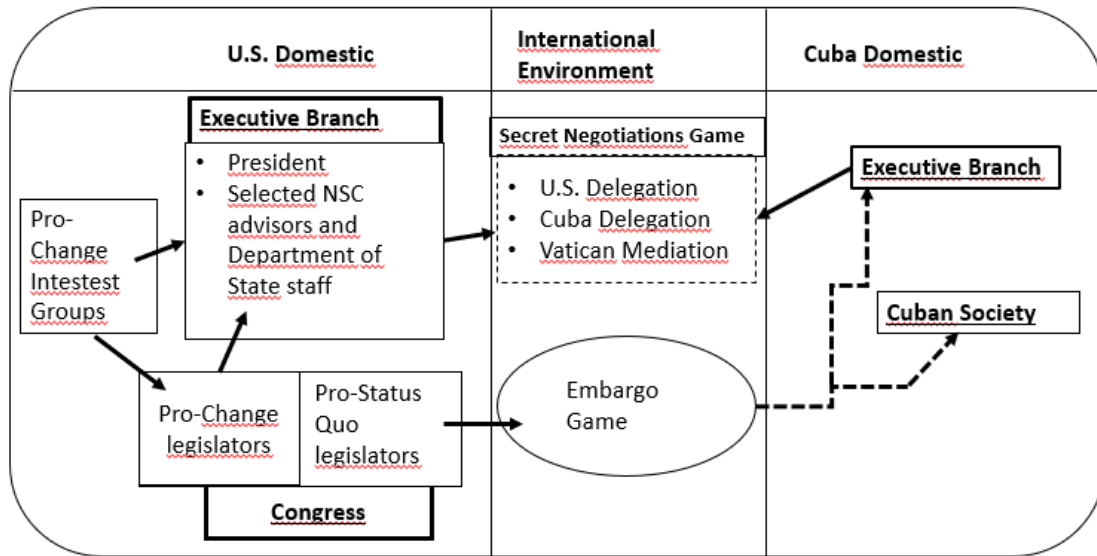 U.S. Domestic
International
Environment
Cuba Domestic
Executive Branch
• President
• Selected NSC
advisors and
Department of
State staff
Pro-
Change
Intestest
Groups
Pro-Change
legislators
Pro-Status
Quo
legislators
Congress
Secret Negotiations Game
• U.S. Delegation
• Cuba Delegation
• Vatican Mediation
Embargo
Game
Executive Branch
Cuban Society